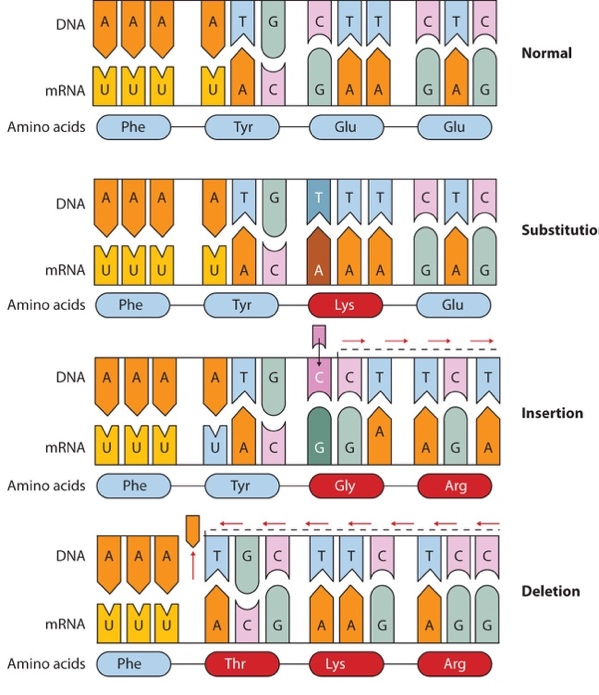 DNA A A A A T G C T T C T C
Normal
mRNA U U U U A C G A A G A G
Amino acids Phe Tyr Glu Glu
DNA A A A A T G T T T C T C
Substitutio
mRNA U U U U A C A A A G A G
Amino acids Phe Tyr Lys Glu
DNA A A A A T G C C T T C T
Insertion
mRNA U U U U A C G G A A G A
Amino acids Phe Tyr Gly Arg
DNA A A A T G C T T C T C C
Deletion
mRNA U U U A C G A A G A G G
Amino acids Phe Thr Lys Arg